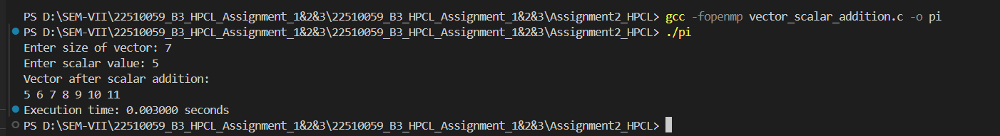 PS D:\SEM-VII\22510059_B3_HPCL_Assignment_1&2&3\22510059_B3_HPCL_Assignment_1&2&3\Assignment2_HPCL> gcc -fopenmp vector_scalar_addition.c -o pi
PS D:\SEM-VII\22510059_B3_HPCL_Assignment_1&2&3\22510059_B3_HPCL_Assignment_1&2&3\Assignment2_HPCL> ./pi
Enter size of vector: 7
Enter scalar value: 5
Vector after scalar addition:
5 6 7 8 9 10 11
Execution time: 0.003000 seconds
PS D:\SEM-VII\22510059_B3_HPCL_Assignment_1&2&3\22510059_B3_HPCL_Assignment_1&2&3\Assignment2_HPCL>